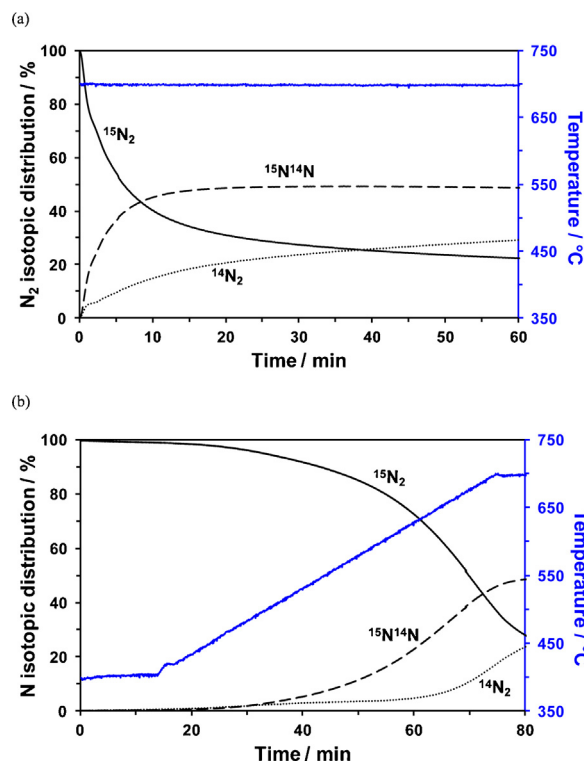 (a)
100
80
60
40
20
0
N₂ isotopic distribution / %
¹⁵N₂
¹⁵N¹⁴N
¹⁴N₂
750
650
550
450
350
Temperature / °C
0 10 20 30 40 50 60
Time / min
(b)
100
80
60
40
20
0
N isotopic distribution / %
¹⁵N₂
¹⁵N¹⁴N
¹⁴N₂
750
650
550
450
350
Temperature / °C
0 20 40 60 80
Time / min